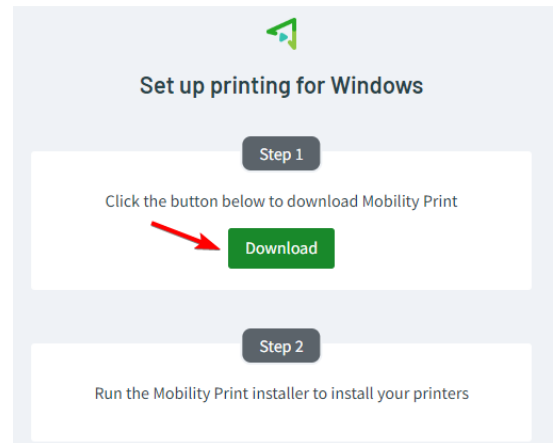 Set up printing for Windows
Step 1
Click the button below to download Mobility Print
Download
Step 2
Run the Mobility Print installer to install your printers